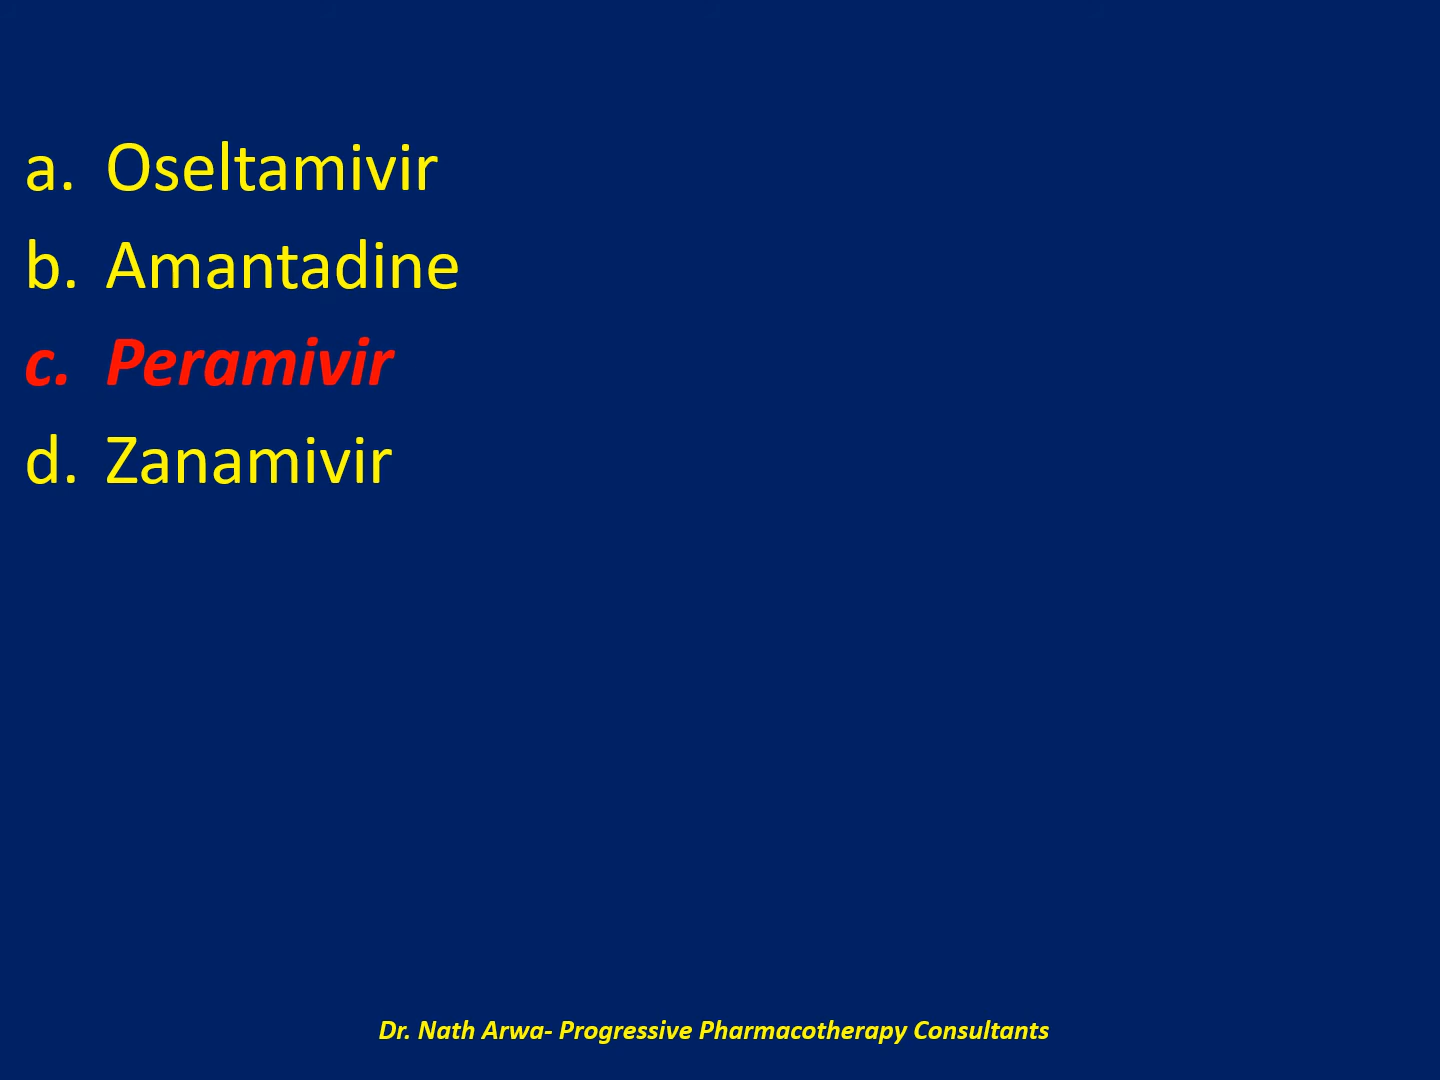 a. Oseltamivir
b. Amantadine
c. Peramivir
d. Zanamivir
Dr. Nath Arwa- Progressive Pharmacotherapy Consultants